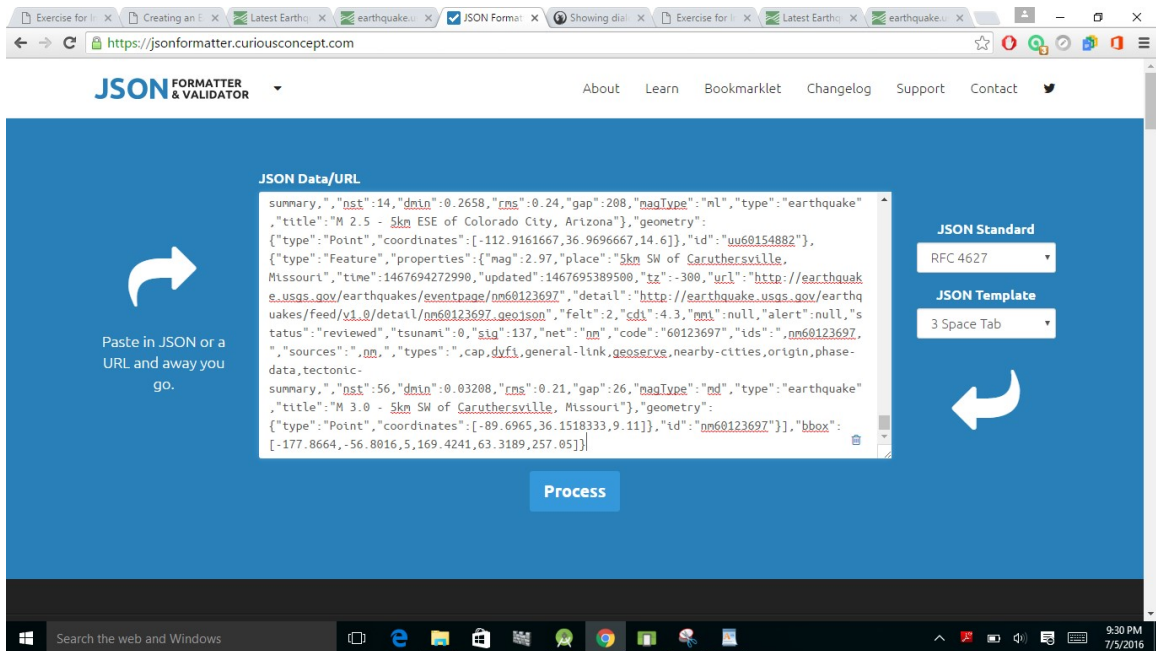 Exercise for I
Creating an E
Latest Earthq
earthquake.u
JSON Format
Showing dial
Exercise for I
Latest Earthq
earthquake.u
https://jsonformatter.curiousconcept.com
JSON FORMATTER & VALIDATOR
About Learn Bookmarklet Changelog Support Contact
JSON Data/URL
summary,","nst":14,"dmin":0.2658,"rms":0.24,"gap":208,"magType":"ml","type":"earthquake"
,"title":"M 2.5 - 5km ESE of Colorado City, Arizona"},"geometry":
{"type":"Point","coordinates":[-112.9161667,36.9696667,14.6]},"id":"uu60154882"},
{"type":"Feature","properties":{"mag":2.97,"place":"5km SW of Caruthersville,
Missouri","time":1467694272990,"updated":1467695389500,"tz":-300,"url":"http://earthquak
e.usgs.gov/earthquakes/eventpage/nm60123697","detail":"http://earthquake.usgs.gov/earthq
uakes/feed/v1.0/detail/nm60123697.geojson","felt":2,"cdi":4.3,"mmi":null,"alert":null,"s
tatus":"reviewed","tsunami":0,"sig":137,"net":"nm","code":"60123697","ids":",nm60123697,
","sources":",nm,","types":",cap,dyfi,general-link,geoserve,nearby-cities,origin,phase-
data,tectonic-
summary,","nst":56,"dmin":0.03208,"rms":0.21,"gap":26,"magType":"md","type":"earthquake"
,"title":"M 3.0 - 5km SW of Caruthersville, Missouri"},"geometry":
{"type":"Point","coordinates":[-89.6965,36.1518333,9.11]},"id":"nm60123697"}],"bbox":
[-177.8664,-56.8016,5,169.4241,63.3189,257.05]}
Paste in JSON or a
URL and away you
go.
JSON Standard
RFC 4627
JSON Template
3 Space Tab
Process
Search the web and Windows
9:30 PM
7/5/2016